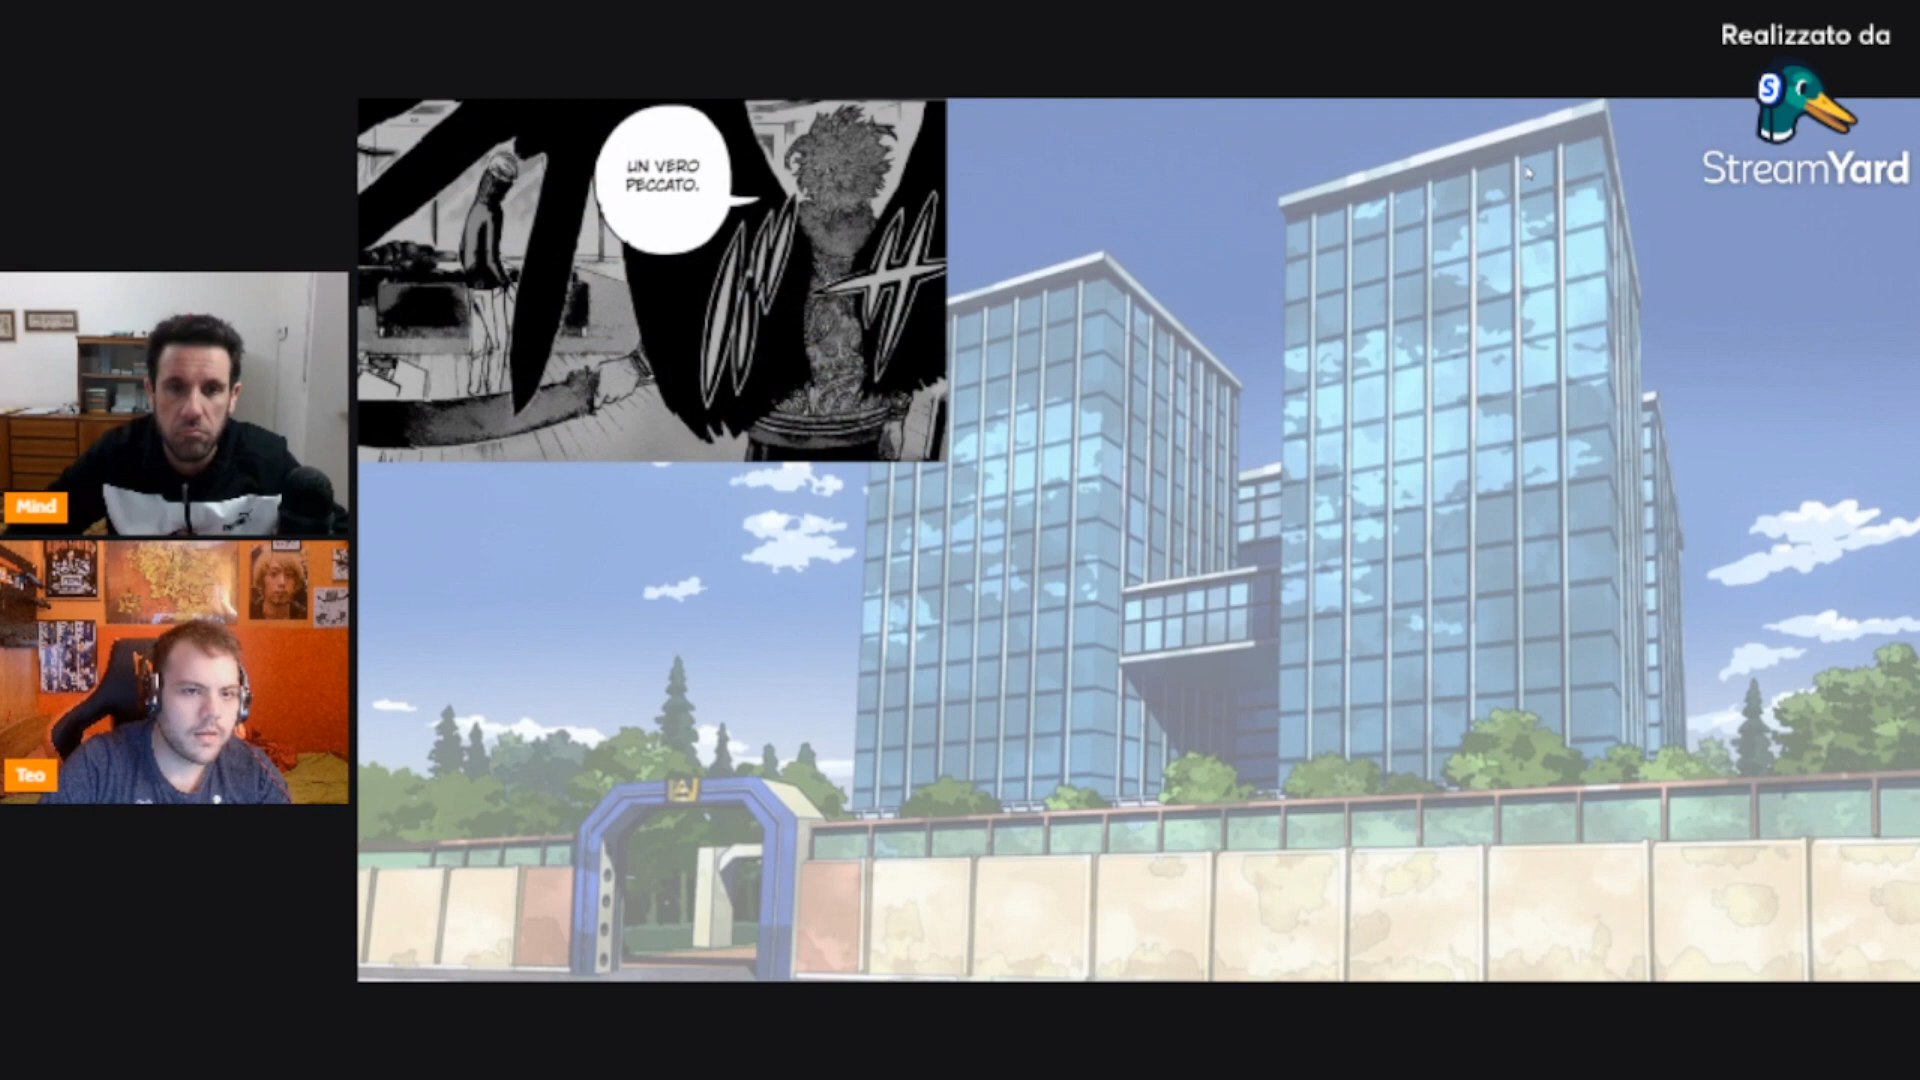 Realizzato da
StreamYard
UN VERO
PECCATO.
Mind
Teo